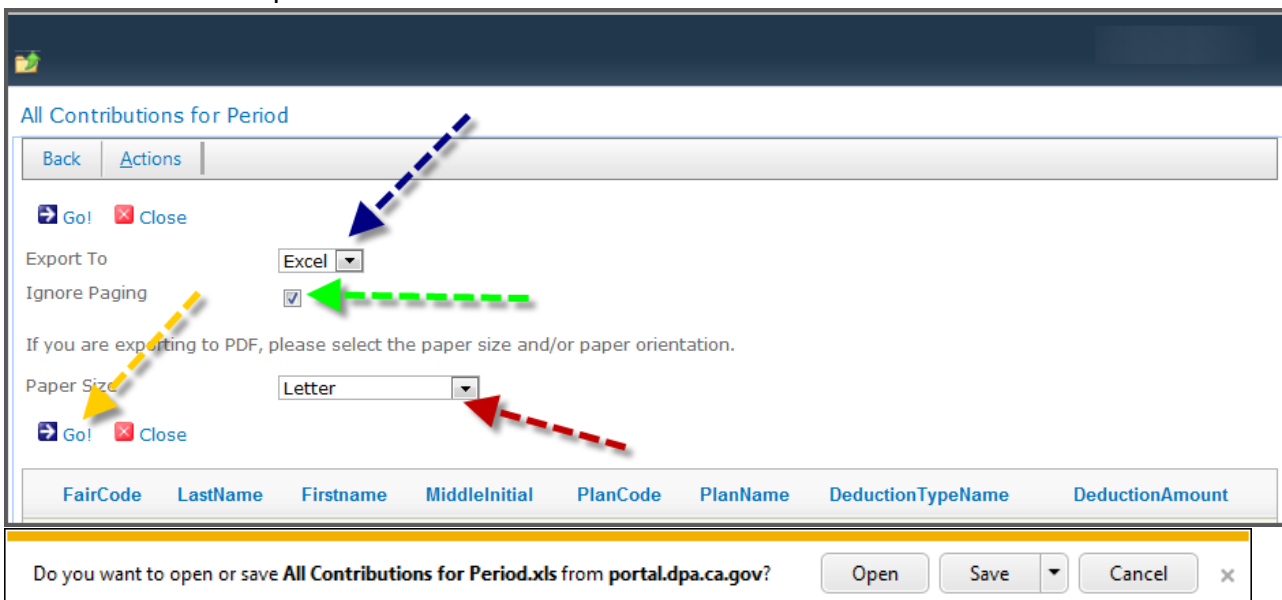 All Contributions for Period
Back Actions
Go! Close
Export To Excel
Ignore Paging
If you are exporting to PDF, please select the paper size and/or paper orientation.
Paper Size Letter
Go! Close
FairCode LastName Firstname MiddleInitial PlanCode PlanName DeductionTypeName DeductionAmount
Do you want to open or save All Contributions for Period.xls from portal.dpa.ca.gov? Open Save Cancel ×